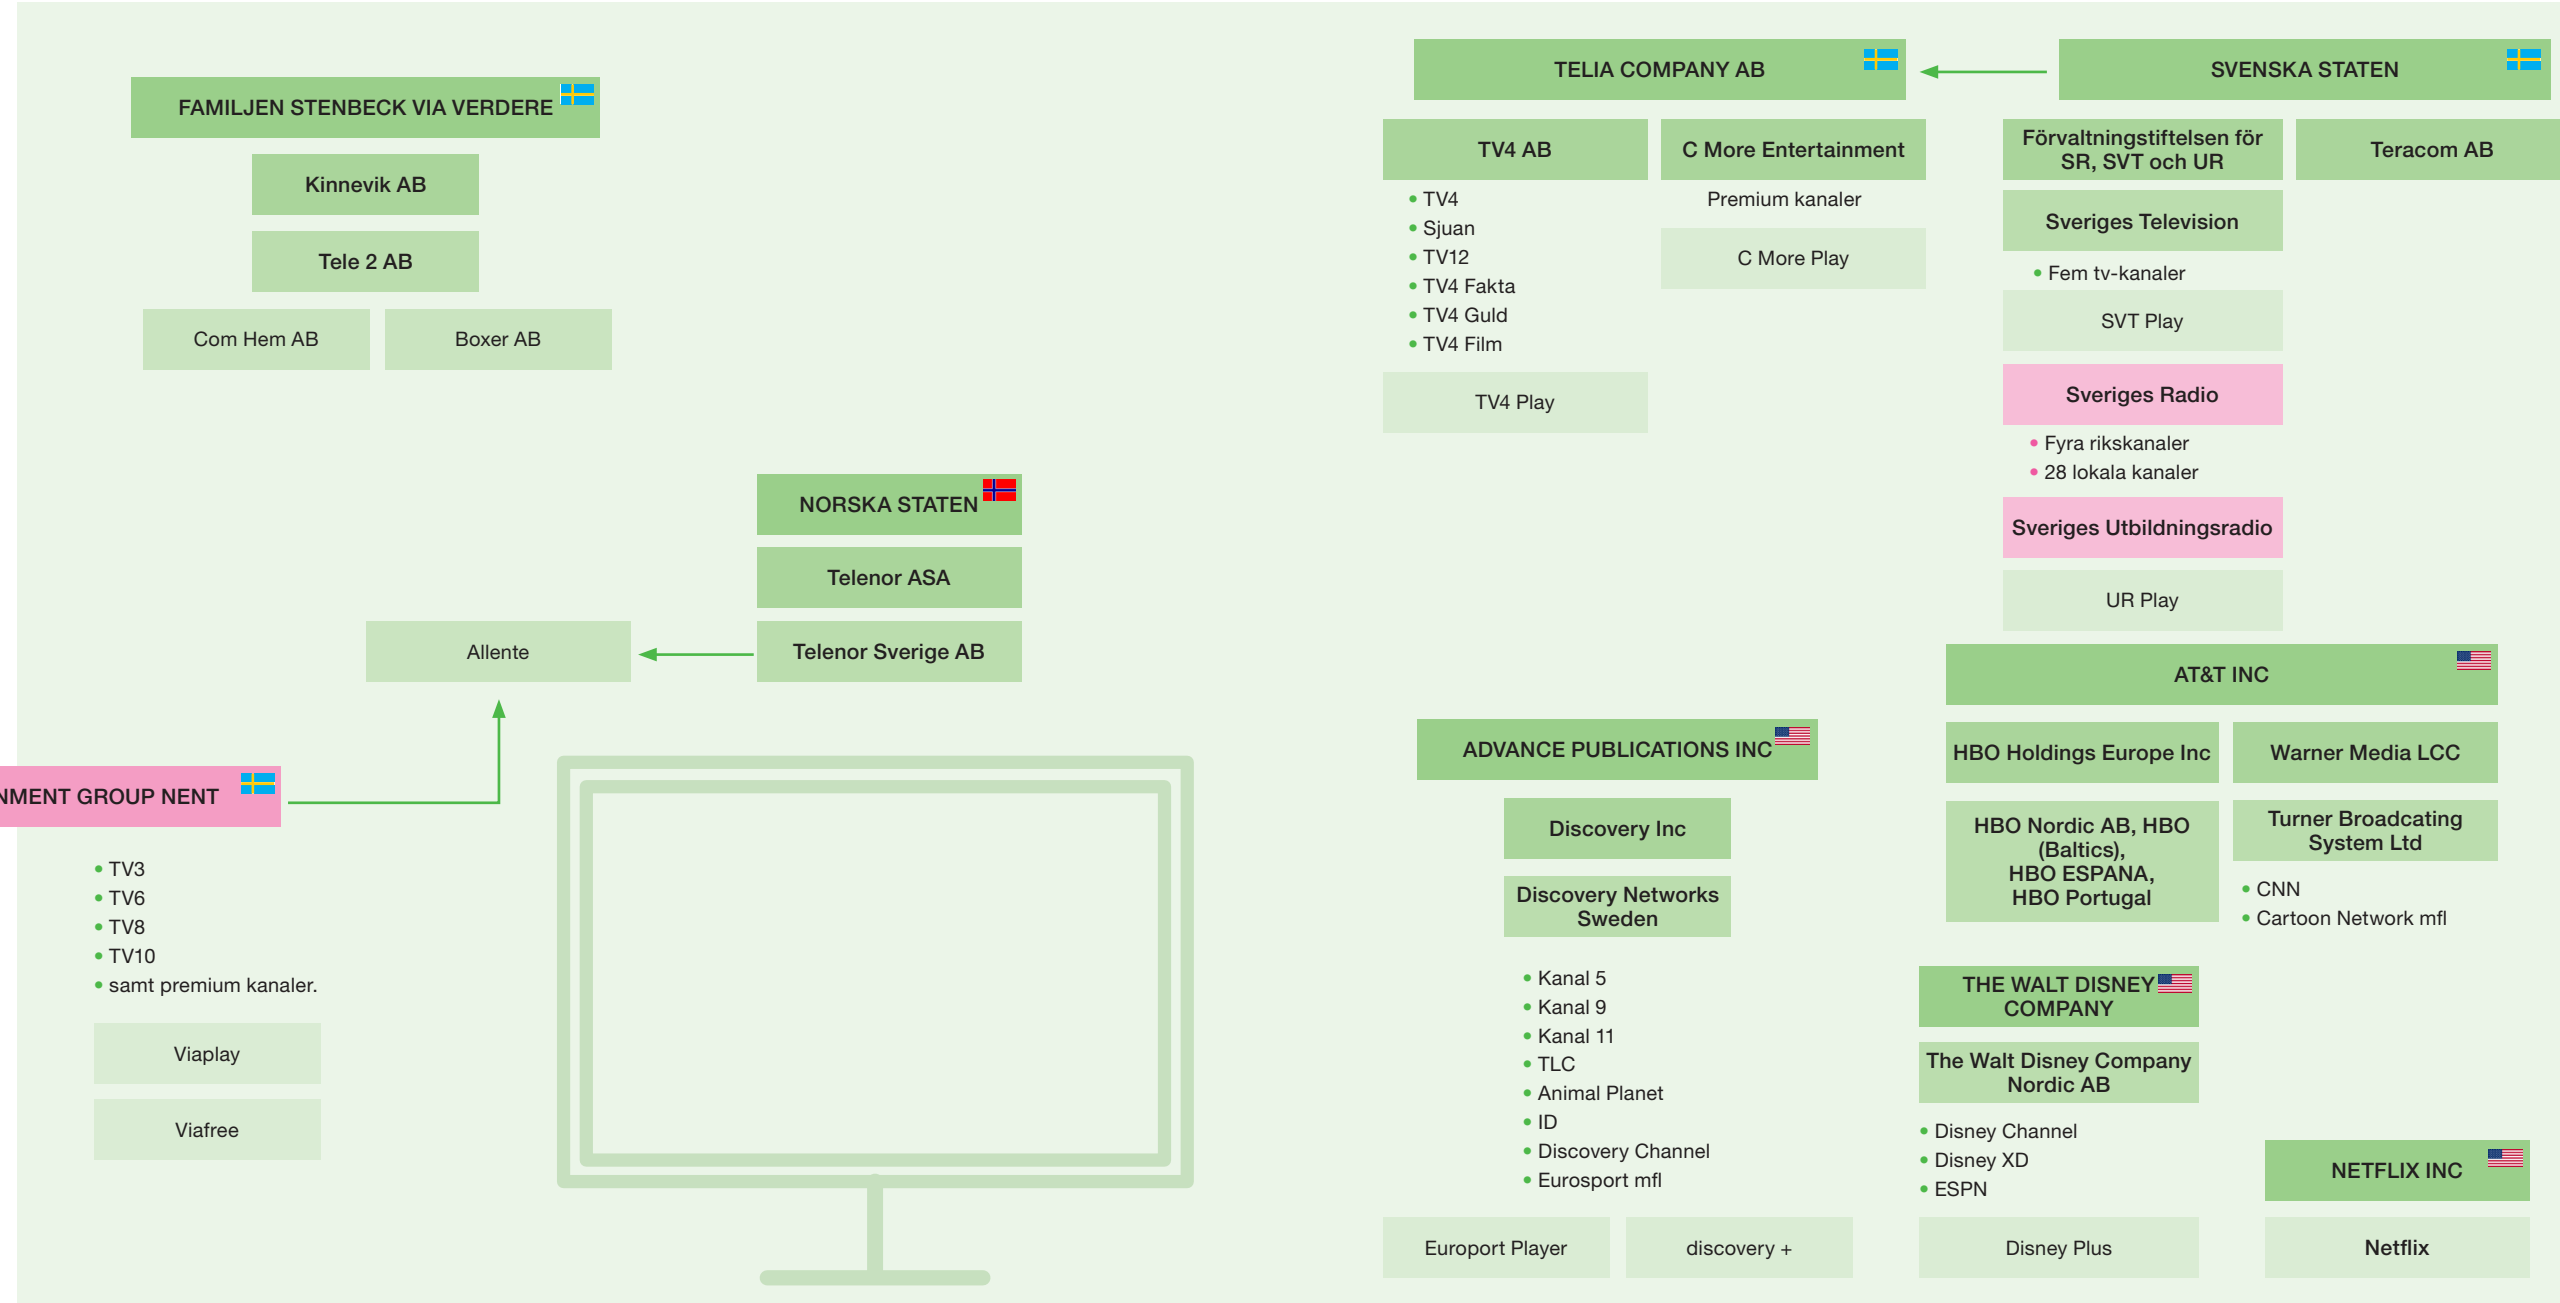 FAMILJEN STENBECK VIA VERDERE
Kinnevik AB
Tele 2 AB
Com Hem AB
Boxer AB
NORSKA STATEN
Telenor ASA
Telenor Sverige AB
Allente
NMENT GROUP NENT
• TV3
• TV6
• TV8
• TV10
• samt premium kanaler.
Viaplay
Viafree
TELIA COMPANY AB
TV4 AB
• TV4
• Sjuan
• TV12
• TV4 Fakta
• TV4 Guld
• TV4 Film
TV4 Play
C More Entertainment
Premium kanaler
C More Play
SVENSKA STATEN
Förvaltningstiftelsen för
SR, SVT och UR
Teracom AB
Sveriges Television
• Fem tv-kanaler
SVT Play
Sveriges Radio
• Fyra rikskanaler
• 28 lokala kanaler
Sveriges Utbildningsradio
UR Play
ADVANCE PUBLICATIONS INC
Discovery Inc
Discovery Networks
Sweden
• Kanal 5
• Kanal 9
• Kanal 11
• TLC
• Animal Planet
• ID
• Discovery Channel
• Eurosport mfl
Europort Player
discovery +
AT&T INC
HBO Holdings Europe Inc
HBO Nordic AB, HBO
(Baltics),
HBO ESPANA,
HBO Portugal
Warner Media LCC
Turner Broadcating
System Ltd
• CNN
• Cartoon Network mfl
THE WALT DISNEY
COMPANY
The Walt Disney Company
Nordic AB
• Disney Channel
• Disney XD
• ESPN
Disney Plus
NETFLIX INC
Netflix